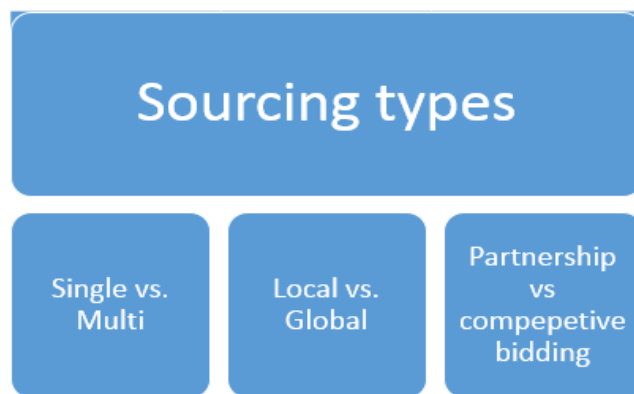 Sourcing types
Single vs.
Multi
Local vs.
Global
Partnership
vs
compepetive
bidding